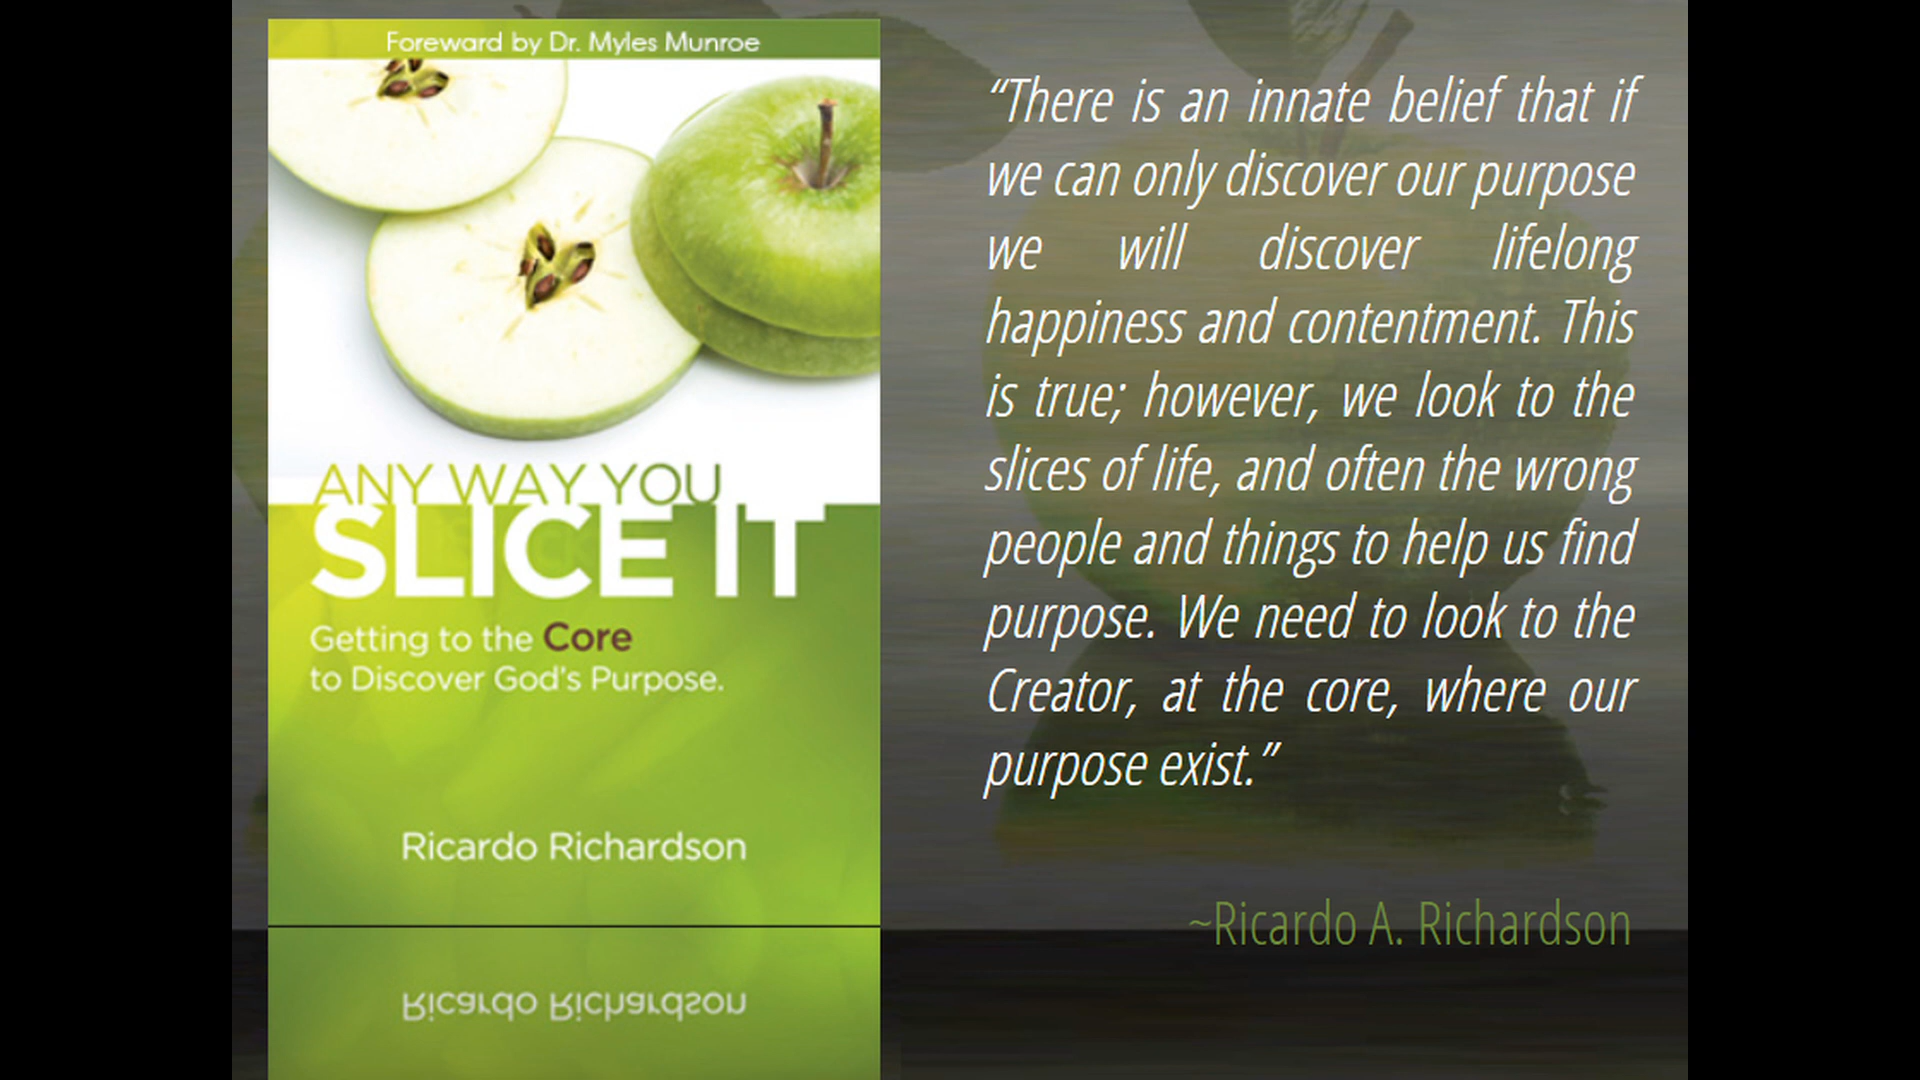 Foreward by Dr. Myles Munroe
ANY WAY YOU
SLICE IT
Getting to the Core
to Discover God's Purpose.
Ricardo Richardson
Ricardo Richardson
“There is an innate belief that if
we can only discover our purpose
we will discover lifelong
happiness and contentment. This
is true; however, we look to the
slices of life, and often the wrong
people and things to help us find
purpose. We need to look to the
Creator, at the core, where our
purpose exist.”
~Ricardo A. Richardson